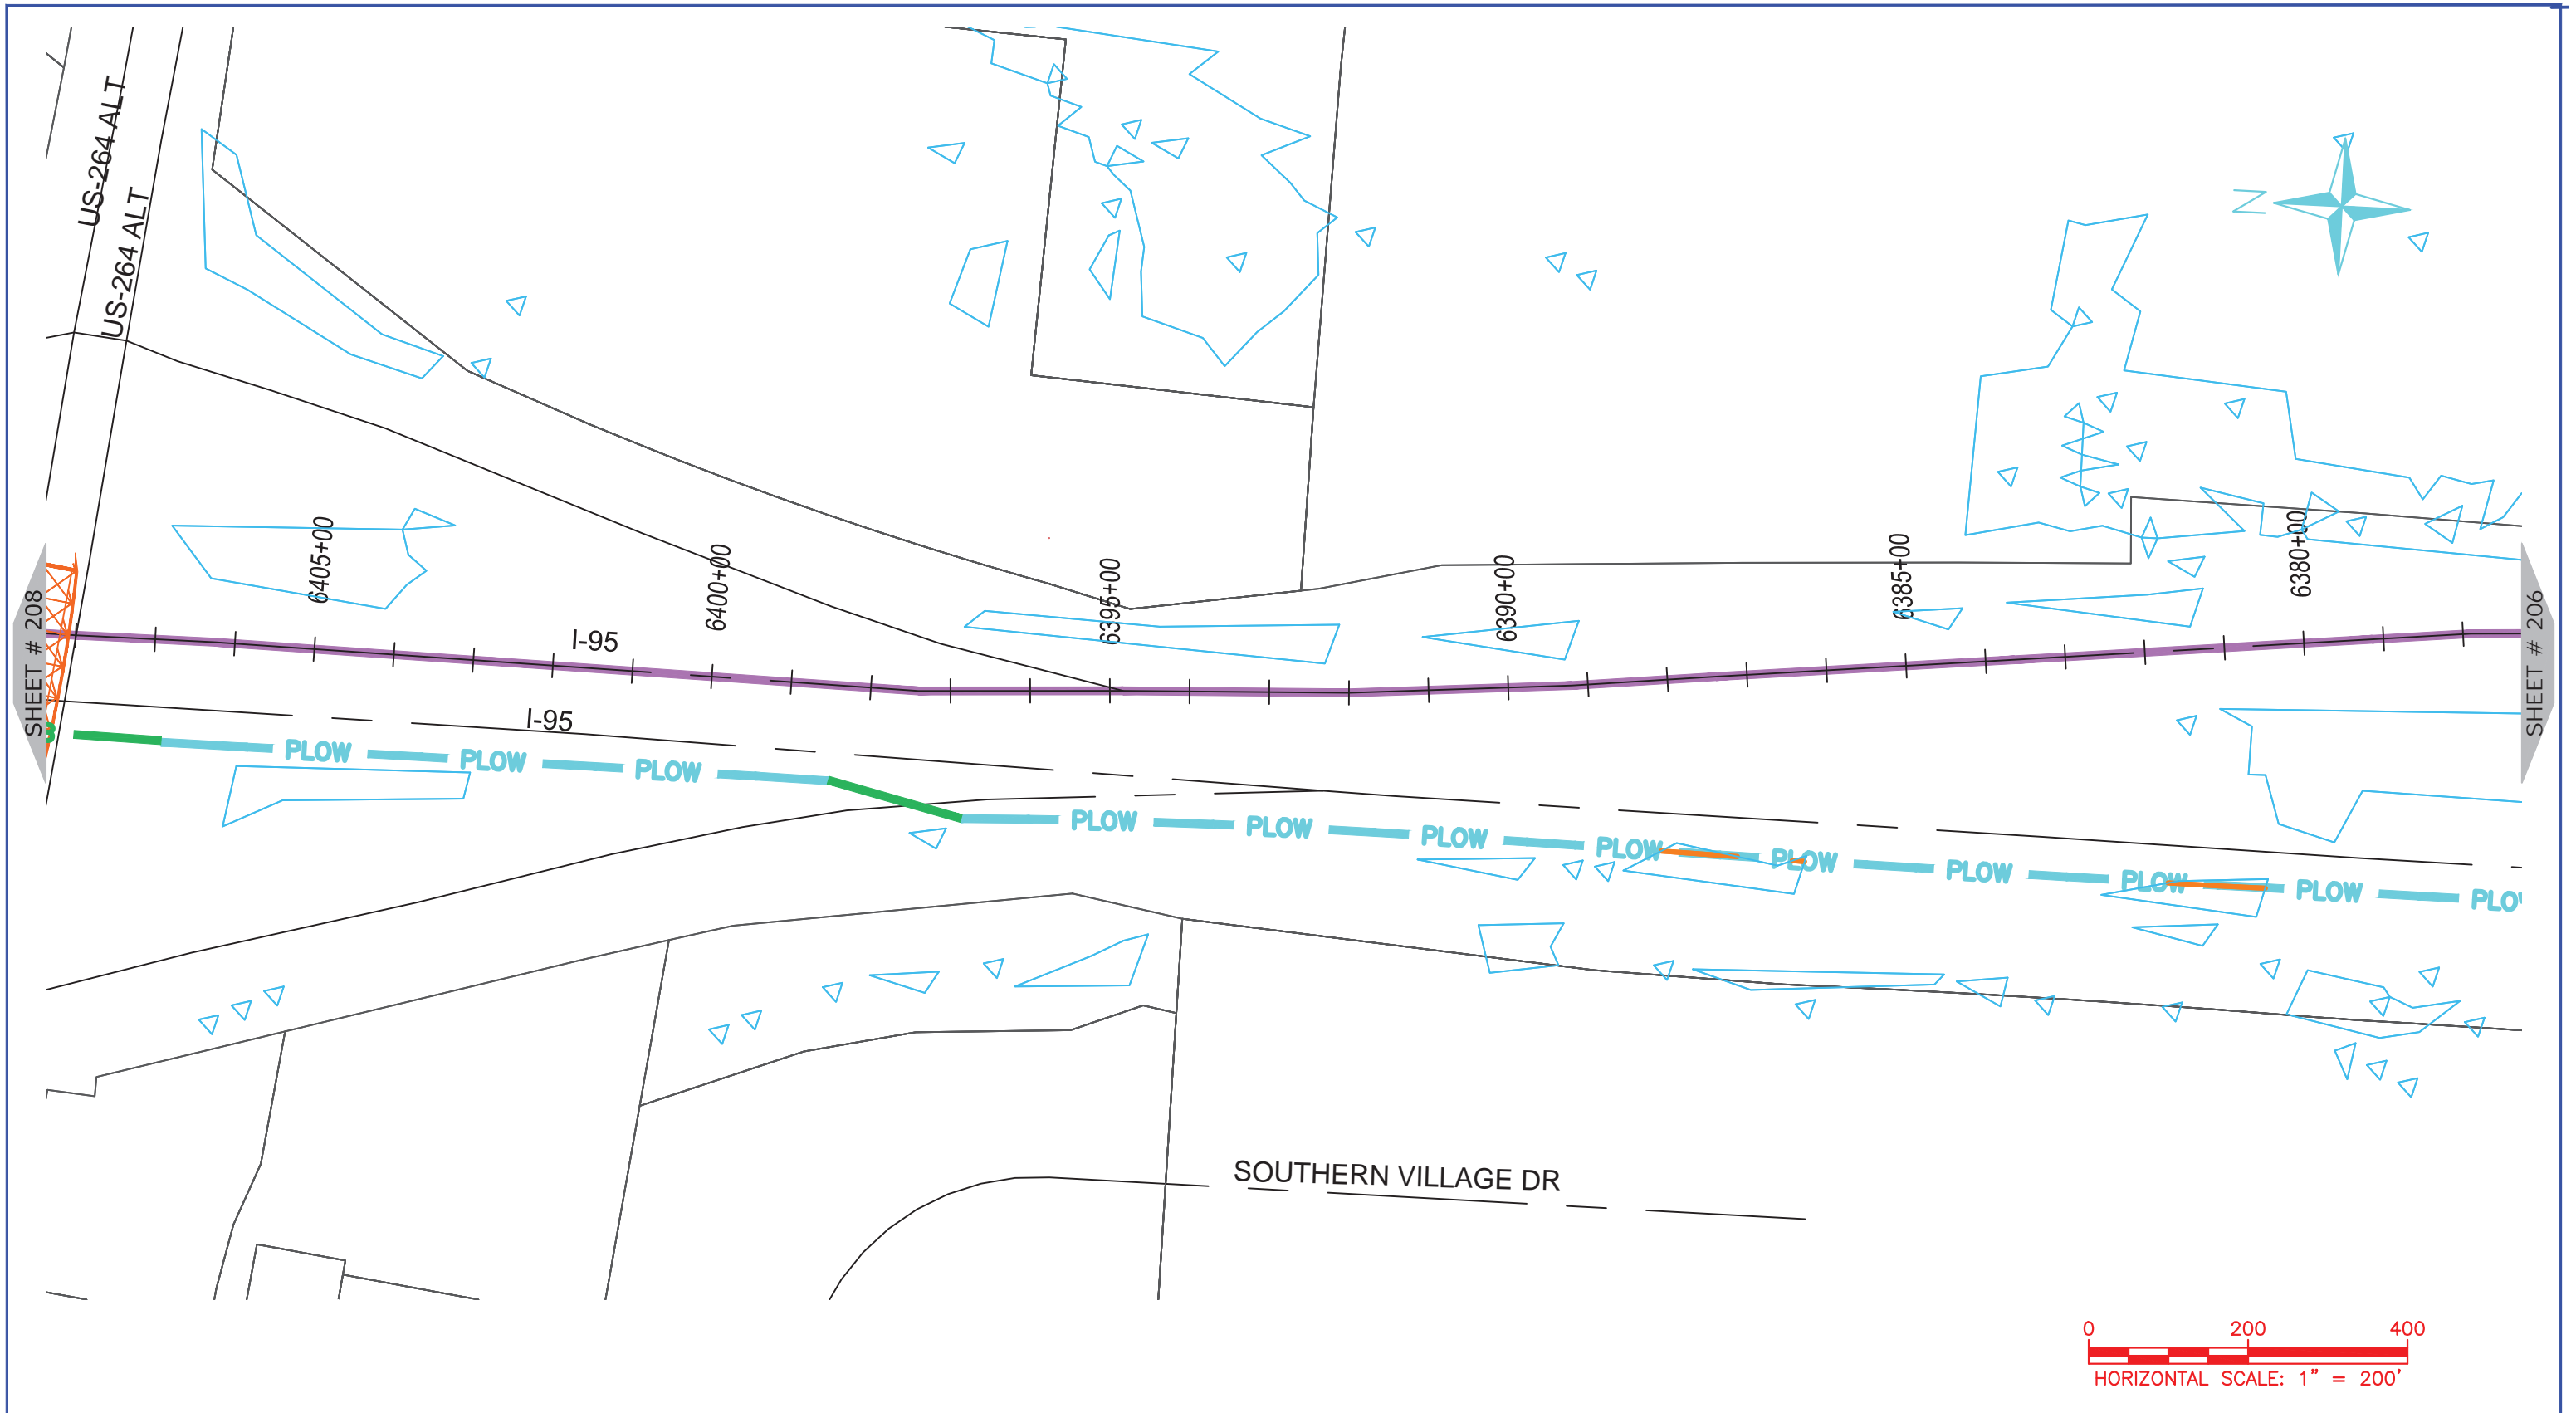 US-264 ALT
US-264 ALT
N
6405+00
6400+00
6395+00
6390+00
6385+00
6380+00
SHEET # 208
SHEET # 206
I-95
I-95
PLOW
PLOW
PLOW
PLOW
PLOW
PLOW
PLOW
PLOW
PLOW
PLOW
PLOW
PLO
SOUTHERN VILLAGE DR
0 200 400
HORIZONTAL SCALE: 1" = 200'